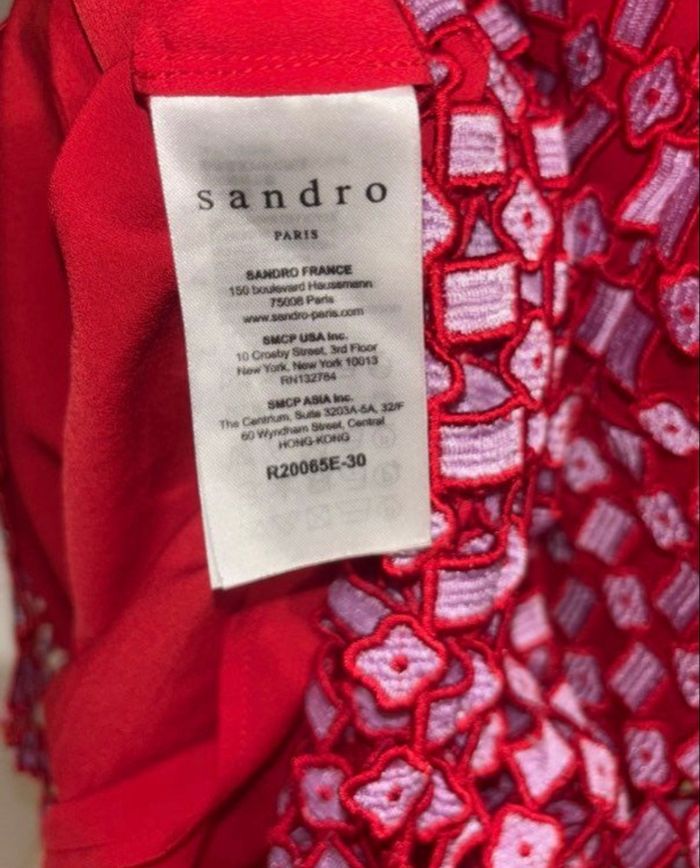 sandro
PARIS
SANDRO FRANCE
150 boulevard Haussmann
75008 Paris
www.sandro-paris.com
SMCP USA Inc.
10 Crosby Street, 3rd Floor
New York, New York 10013
RN132784
SMCP ASIA Inc.
The Centrium, Suite 3203A-5A, 32/F
60 Wyndham Street, Central
HONG-KONG
R20065E-30